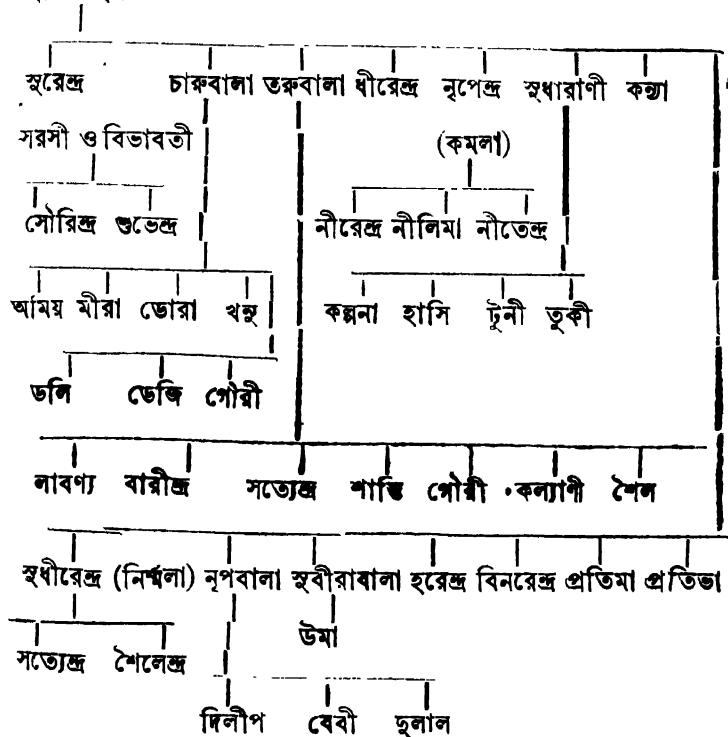 সুরেন্দ্র চারুবালা তরুবালা ধীরেন্দ্র নৃপেন্দ্র সুধারাণী কন্যা
সরসী ও বিভাবতী (কমলা)
সৌরিন্দ্র শুভেন্দ্র নীরেন্দ্র নীলিমা নীতেন্দ্র
অমিয় মীরা ডোরা খন্থ কল্পনা হাসি টুনী তুকী
ডলি ডেজি গৌরী
লাবণ্য বারীন্দ্র সত্যেন্দ্র শান্তি গৌরী কল্যাণী শৈল
সুধীরেন্দ্র (নির্ম্মলা) নৃপবালা সুবীরাবালা হরেন্দ্র বিনরেন্দ্র প্রতিমা প্রতিভা
উমা
সত্যেন্দ্র শৈলেন্দ্র
দিলীপ বেবী দুলাল